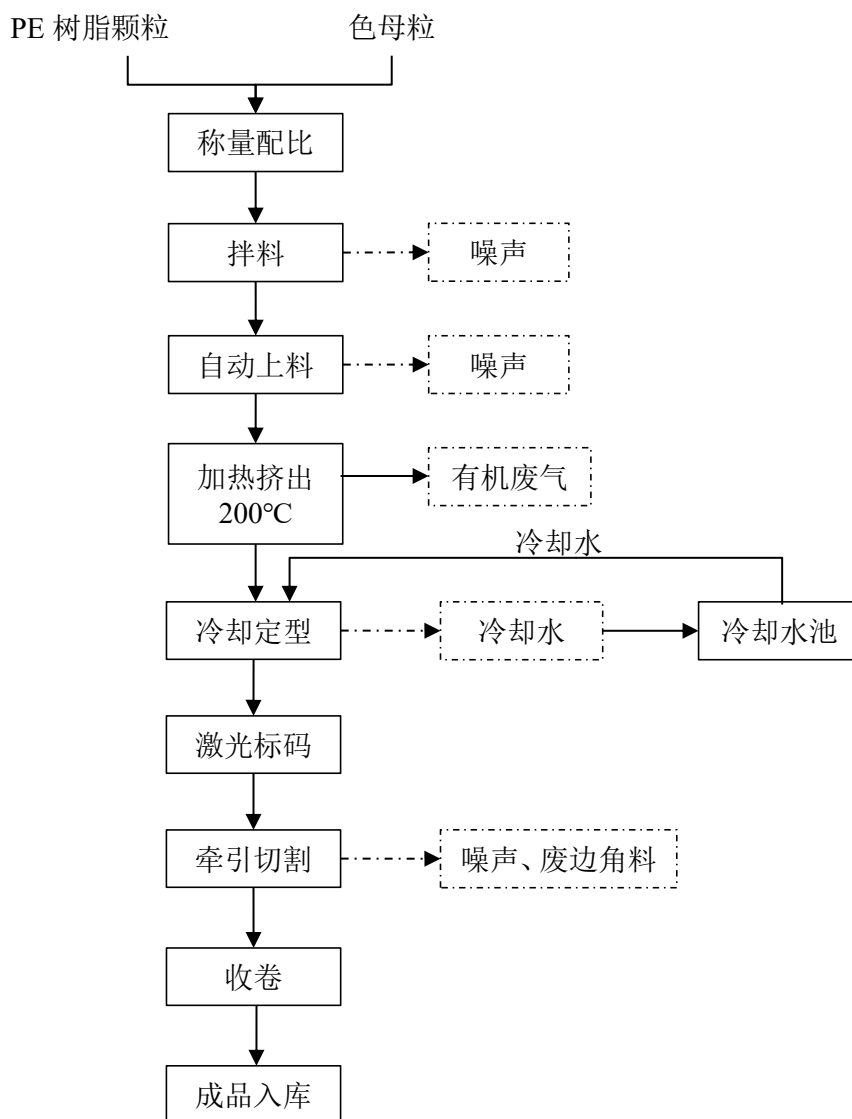 PE 树脂颗粒
色母粒
称量配比
拌料
噪声
自动上料
噪声
加热挤出
200℃
有机废气
冷却水
冷却定型
冷却水
冷却水池
激光标码
牵引切割
噪声、废边角料
收卷
成品入库